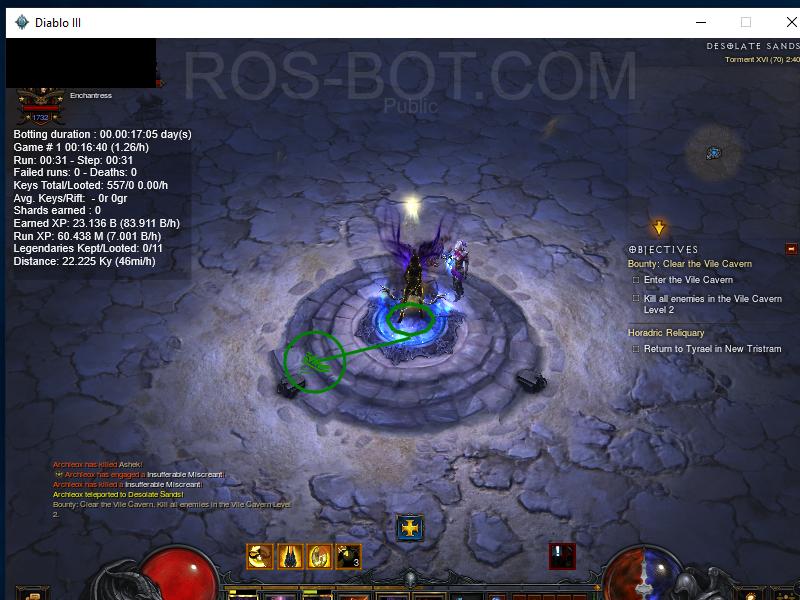 Diablo III
DESOLATE SANDS
Torment XVI (70) 2:40
ROS-BOT.COM
Public
Enchantress
1732
Botting duration : 00.00:17:05 day(s)
Game # 1 00:16:40 (1.26/h)
Run: 00:31 - Step: 00:31
Failed runs: 0 - Deaths: 0
Keys Total/Looted: 557/0 0.00/h
Avg. Keys/Rift:  - 0r 0gr
Shards earned : 0
Earned XP: 23.136 B (83.911 B/h)
Run XP: 60.438 M (7.001 B/h)
Legendaries Kept/Looted: 0/11
Distance: 22.225 Ky (46mi/h)
OBJECTIVES
Bounty: Clear the Vile Cavern
Enter the Vile Cavern
Kill all enemies in the Vile Cavern
Level 2
Horadric Reliquary
Return to Tyrael in New Tristram
Archleox has killed Ashek!
Archleox has engaged a Insufferable Miscreant!
Archleox has killed a Insufferable Miscreant!
Archleox teleported to Desolate Sands!
Bounty: Clear the Vile Cavern, Kill all enemies in the Vile Cavern Level
2.
3